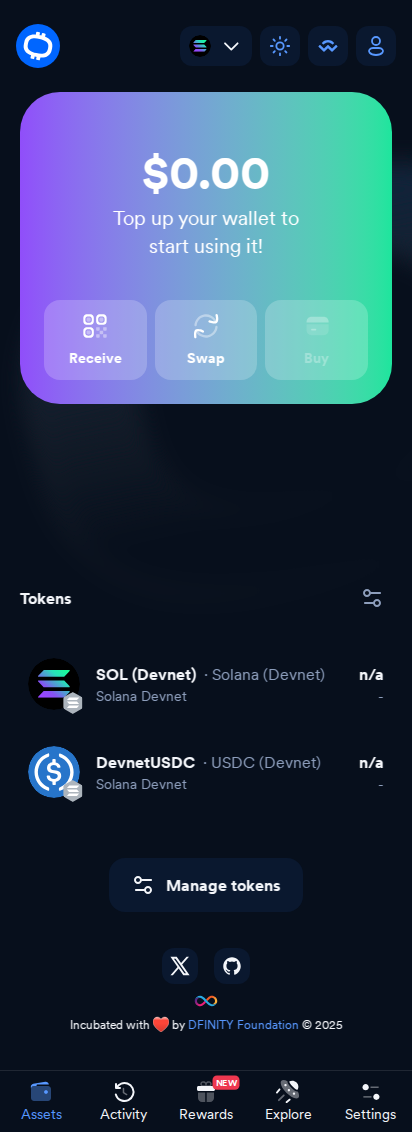 $0.00
Top up your wallet to
start using it!
Receive
Swap
Buy
Tokens
SOL (Devnet) · Solana (Devnet) n/a
Solana Devnet -
DevnetUSDC · USDC (Devnet) n/a
Solana Devnet -
Manage tokens
Incubated with ❤️ by DFINITY Foundation © 2025
NEW
Assets
Activity
Rewards
Explore
Settings